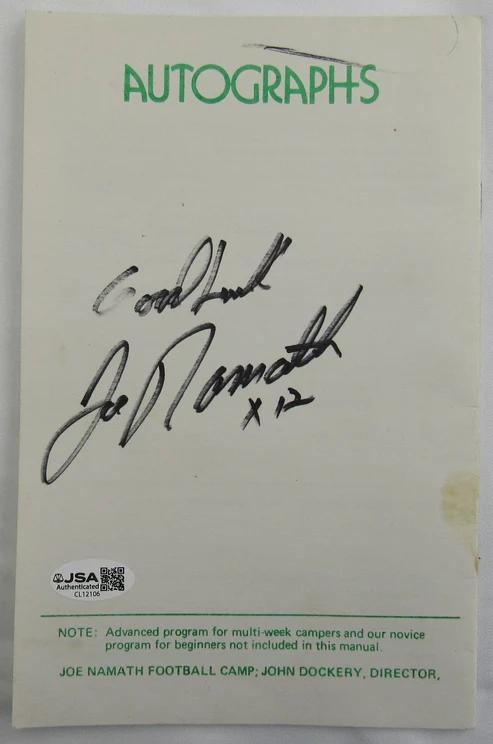 AUTOGRAPHS
Good Luck
Joe Namath
X 12
JSA
Authenticated
CL12106
NOTE: Advanced program for multi-week campers and our novice
program for beginners not included in this manual.
JOE NAMATH FOOTBALL CAMP; JOHN DOCKERY, DIRECTOR,